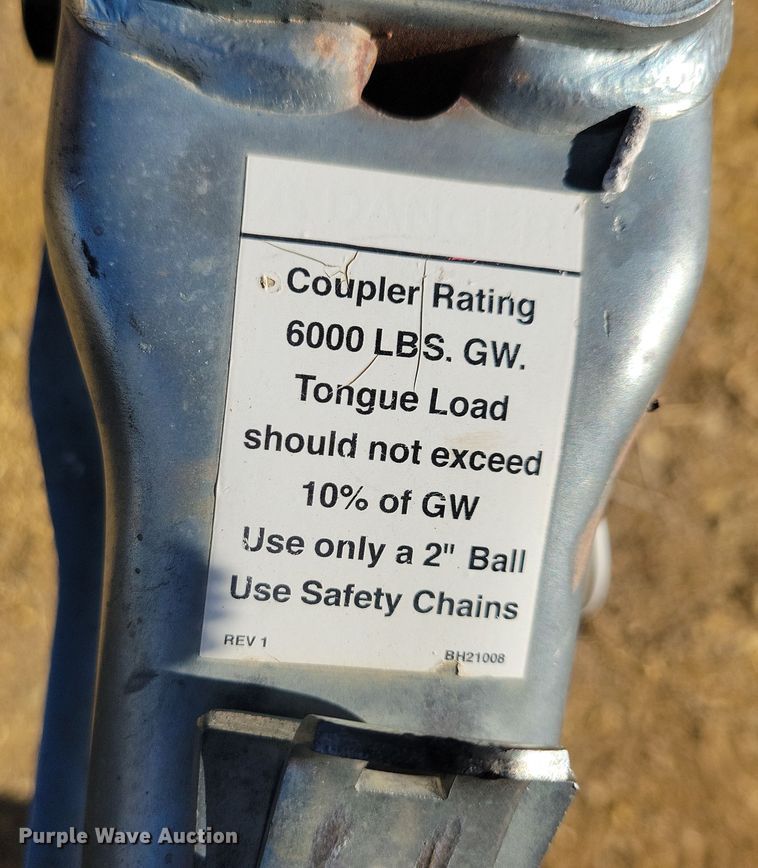 DANGER
Coupler Rating
6000 LBS. GW.
Tongue Load
should not exceed
10% of GW
Use only a 2" Ball
Use Safety Chains
REV 1
BH21008
Purple Wave Auction